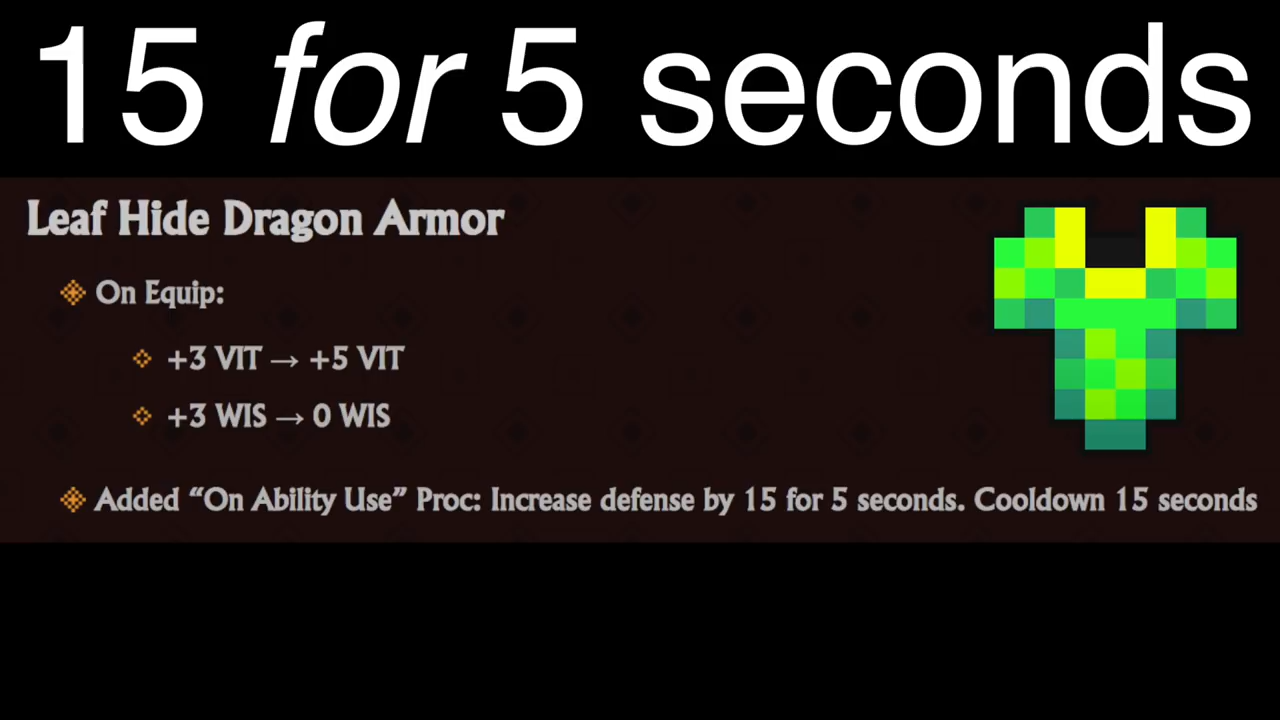 15 for 5 seconds
Leaf Hide Dragon Armor
On Equip:
+3 VIT → +5 VIT
+3 WIS → 0 WIS
Added “On Ability Use” Proc: Increase defense by 15 for 5 seconds. Cooldown 15 seconds